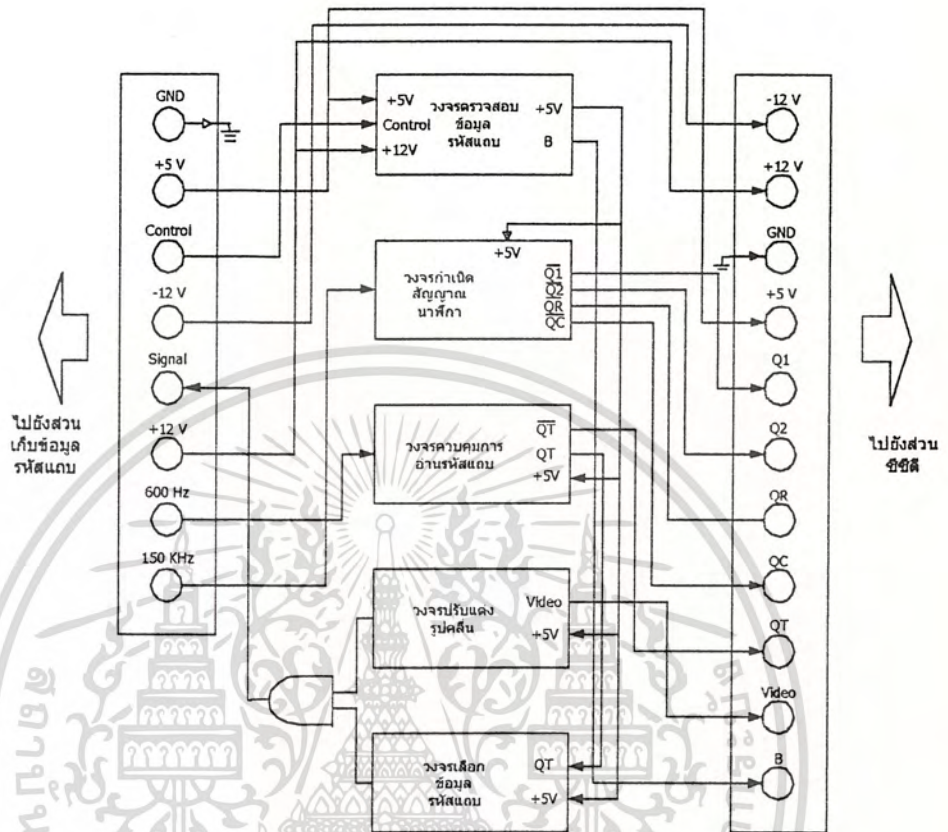 GND
+5 V
Control
-12 V
Signal
+12 V
600 Hz
150 KHz
ไปยังส่วน
เก็บข้อมูล
รหัสแถบ
+5V
Control
+12V
วงจรตรวจสอบ
ข้อมูล
รหัสแถบ
+5V
B
+5V
วงจรกำเนิด
สัญญาณ
นาฬิกา
Q1
Q2
QR
QC
วงจรควบคุมการ
อ่านรหัสแถบ
QT
QT
+5V
วงจรปรับแต่ง
รูปคลื่น
Video
+5V
วงจรเลือก
ข้อมูล
รหัสแถบ
QT
+5V
-12 V
+12 V
GND
+5 V
Q1
Q2
QR
QC
QT
Video
B
ไปยังส่วน
ซีซีดี